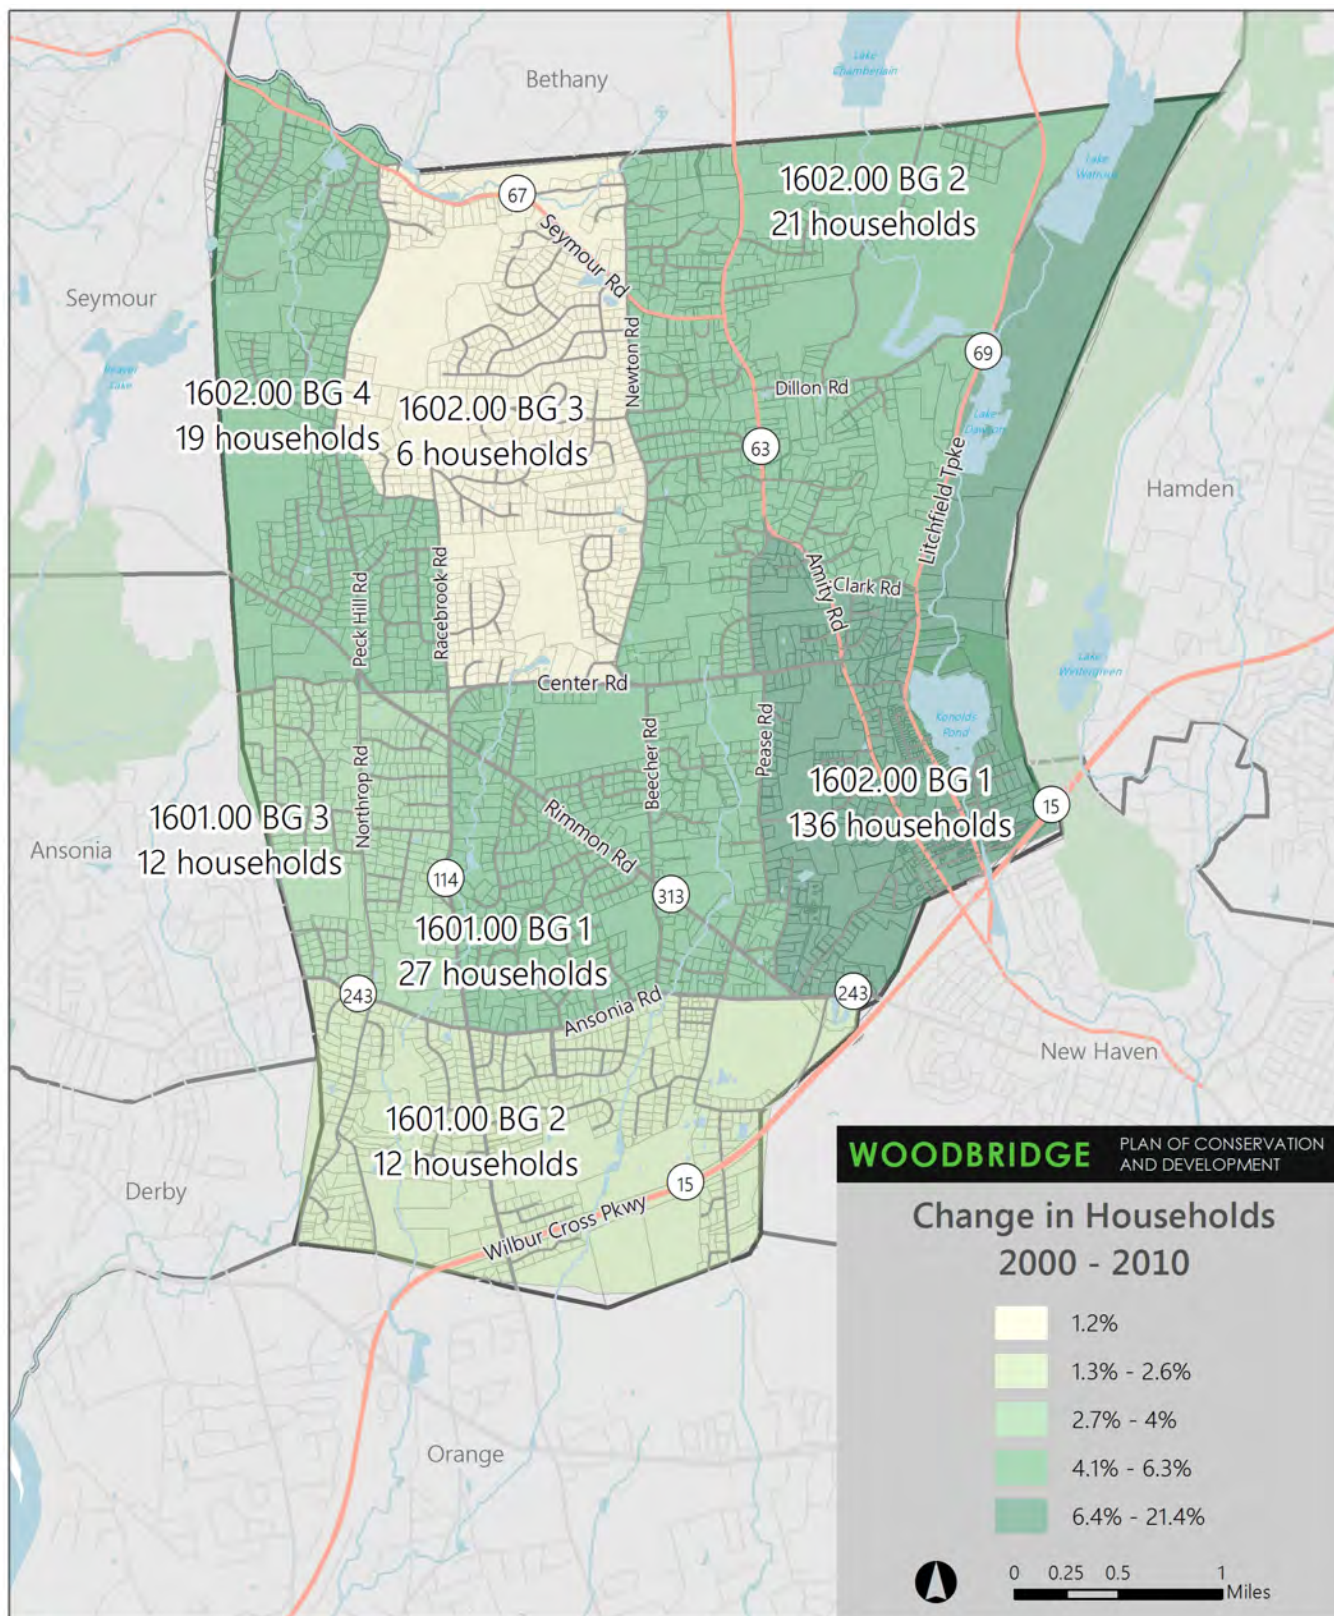 Bethany
Lake
Chamberlain
1602.00 BG 2
21 households
Lake
Watrous
67
Seymour Rd
Seymour
Beaver
Lake
Newton Rd
69
Dillon Rd
1602.00 BG 4
19 households
1602.00 BG 3
6 households
Lake
Dawson
63
Litchfield Tpke
Hamden
Amity Rd
Clark Rd
Peck Hill Rd
Racebrook Rd
Center Rd
Lake
Wintergreen
Konolds
Pond
Northrop Rd
Beecher Rd
Pease Rd
1602.00 BG 1
136 households
15
1601.00 BG 3
12 households
Ansonia
Rimmon Rd
114
313
1601.00 BG 1
27 households
243
Ansonia Rd
243
New Haven
1601.00 BG 2
12 households
Derby
15
Wilbur Cross Pkwy
Orange
WOODBRIDGE
PLAN OF CONSERVATION
AND DEVELOPMENT
Change in Households
2000 - 2010
1.2%
1.3% - 2.6%
2.7% - 4%
4.1% - 6.3%
6.4% - 21.4%
0 0.25 0.5 1
Miles